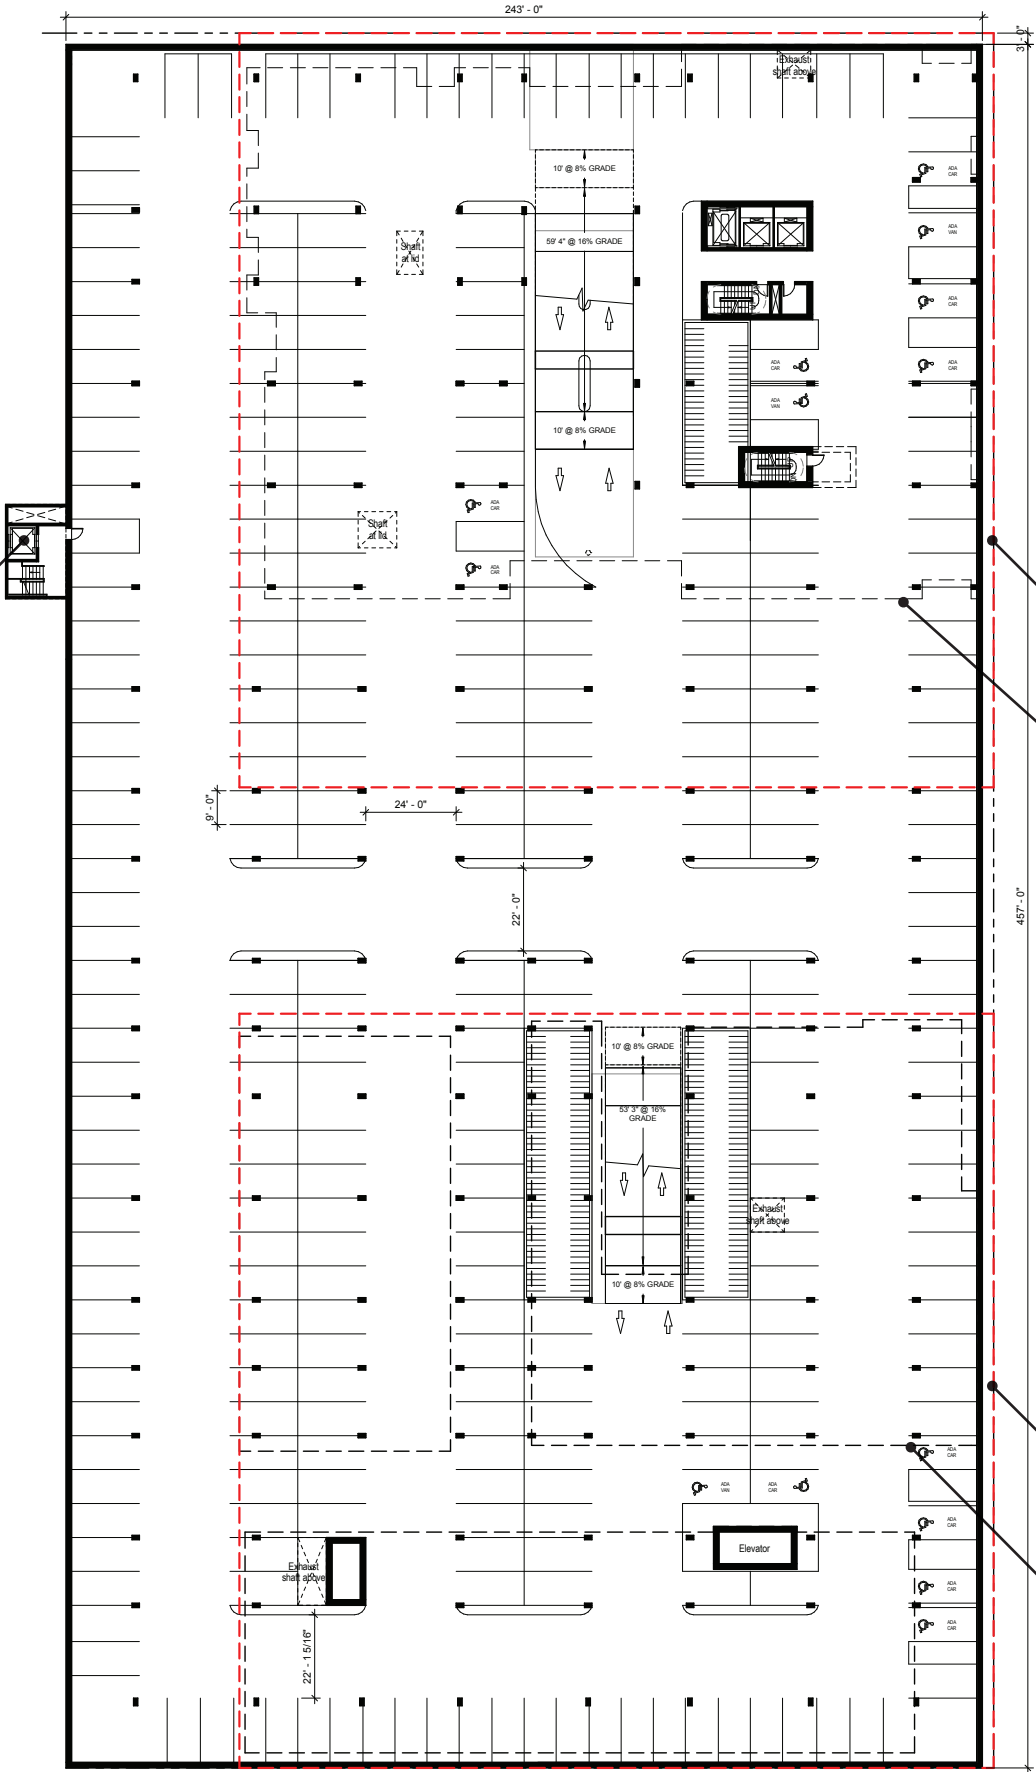 243' - 0"
3' - 0"
Exhaust
shaft above
10' @ 8% GRADE
ADA
CAR
59' 4" @ 16% GRADE
ADA
VAN
Shaft
at lid
ADA
CAR
ADA
CAR
ADA
CAR
ADA
VAN
10' @ 8% GRADE
ADA
CAR
Shaft
at lid
ADA
CAR
9' - 0"
24' - 0"
22' - 0"
457' - 0"
10' @ 8% GRADE
53' 3" @ 16%
GRADE
Exhaust
shaft above
10' @ 8% GRADE
ADA
CAR
ADA
VAN
ADA
CAR
ADA
CAR
Elevator
Exhaust
shaft above
ADA
CAR
ADA
CAR
22' - 1 5/16"